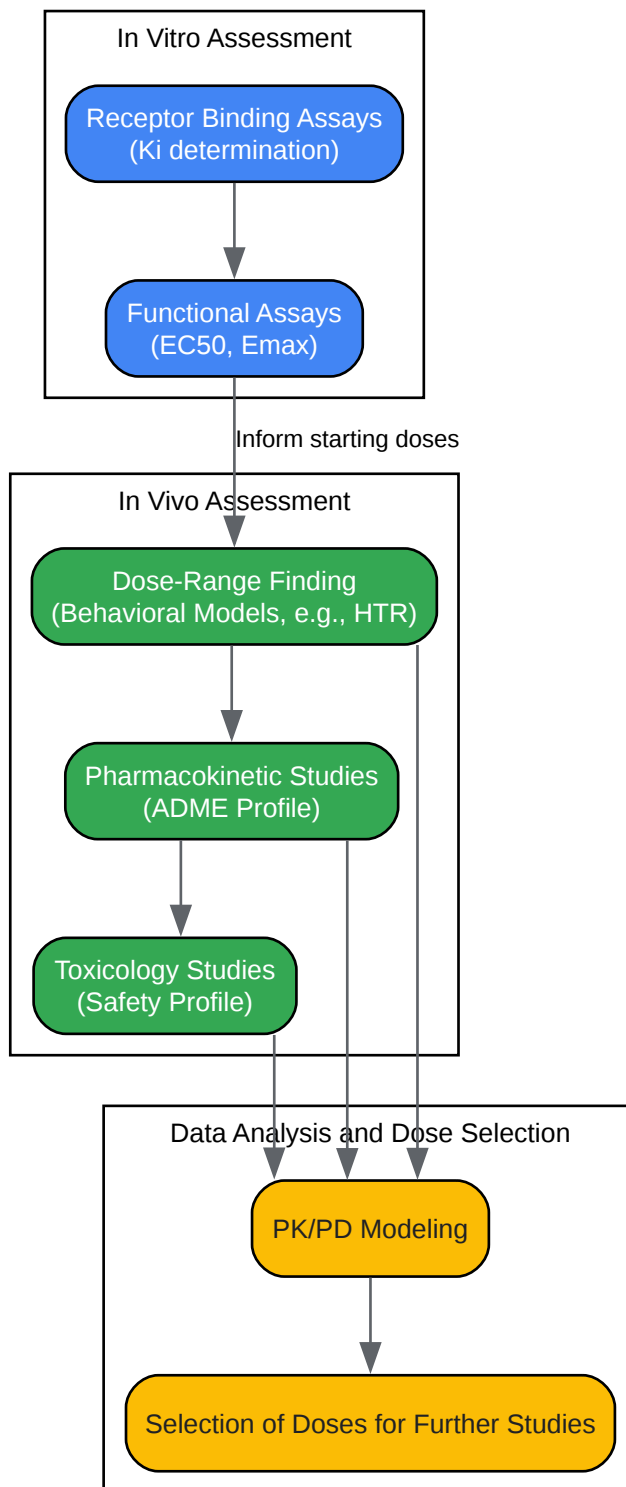 In Vitro Assessment
Receptor Binding Assays
(Ki determination)
Functional Assays
(EC50, Emax)
Inform starting doses
In Vivo Assessment
Dose-Range Finding
(Behavioral Models, e.g., HTR)
Pharmacokinetic Studies
(ADME Profile)
Toxicology Studies
(Safety Profile)
Data Analysis and Dose Selection
PK/PD Modeling
Selection of Doses for Further Studies